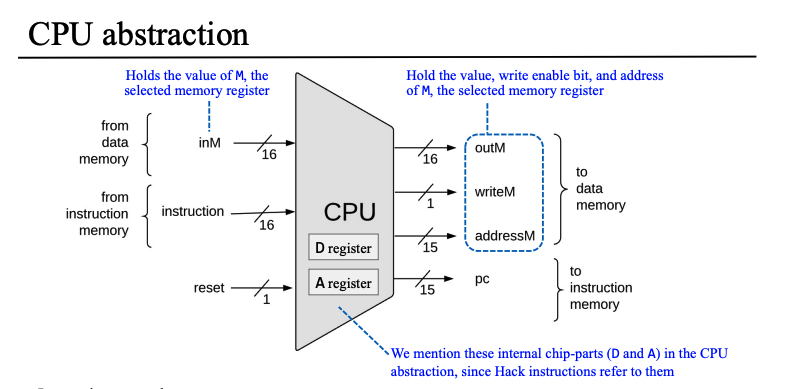 CPU abstraction
Holds the value of M, the
selected memory register
Hold the value, write enable bit, and address
of M, the selected memory register
from
data
memory
inM
16
from
instruction
memory
instruction
16
reset
1
CPU
D register
A register
16
outM
1
writeM
15
addressM
15
pc
to
data
memory
to
instruction
memory
We mention these internal chip-parts (D and A) in the CPU
abstraction, since Hack instructions refer to them